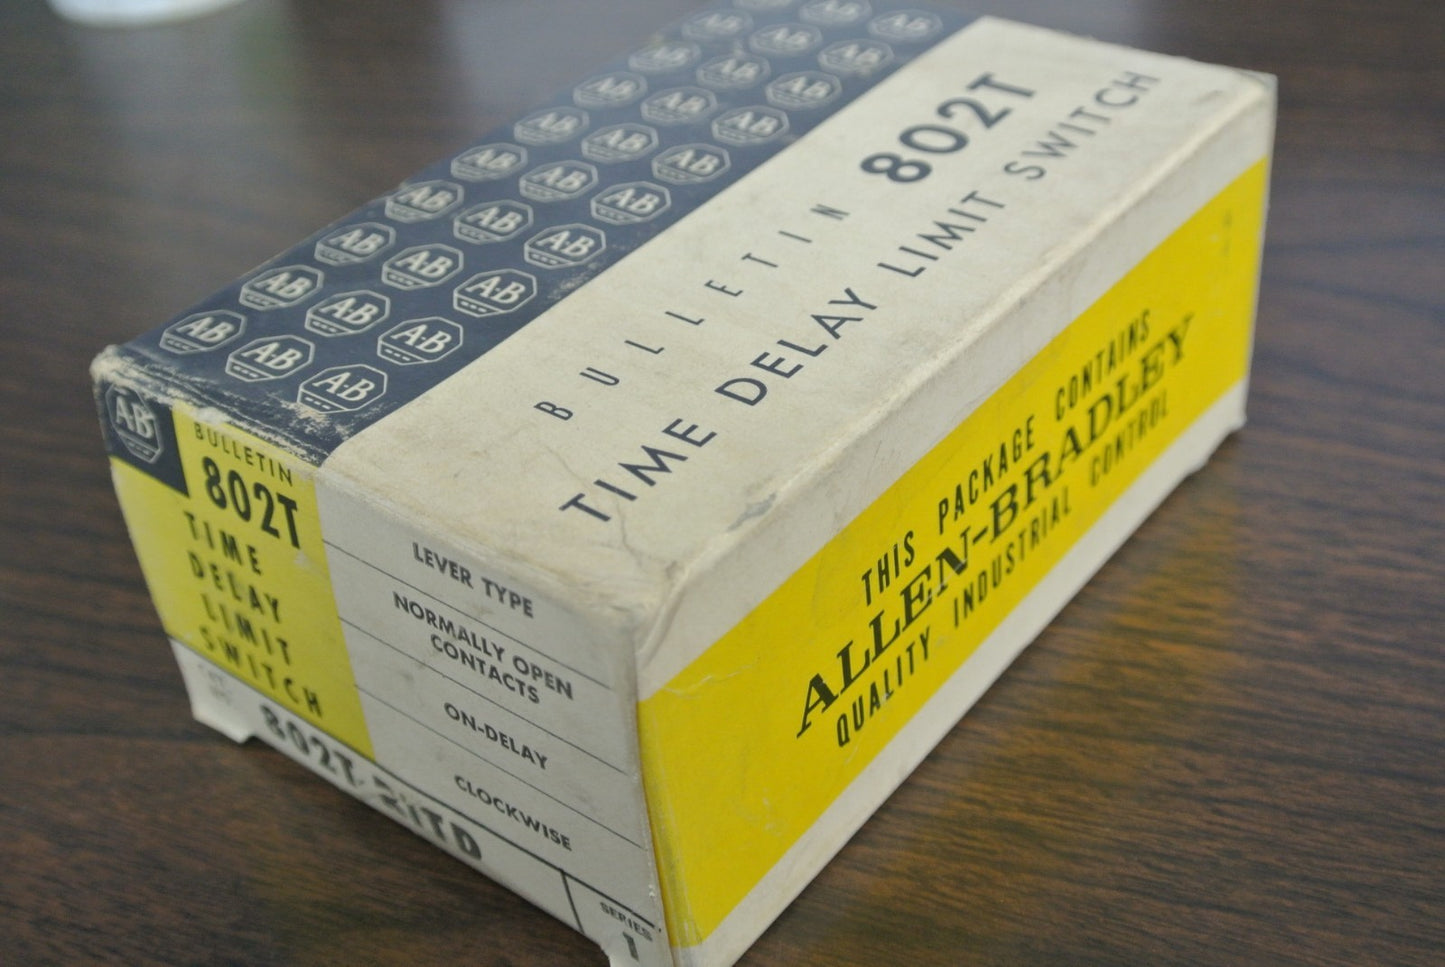 BULLETIN 802T
TIME DELAY LIMIT SWITCH
A-B
BULLETIN
802T
TIME
DELAY
LIMIT
SWITCH
LEVER TYPE
NORMALLY OPEN
CONTACTS
ON-DELAY
CLOCKWISE
SERIES
1
THIS PACKAGE CONTAINS
ALLEN-BRADLEY
QUALITY INDUSTRIAL CONTROL